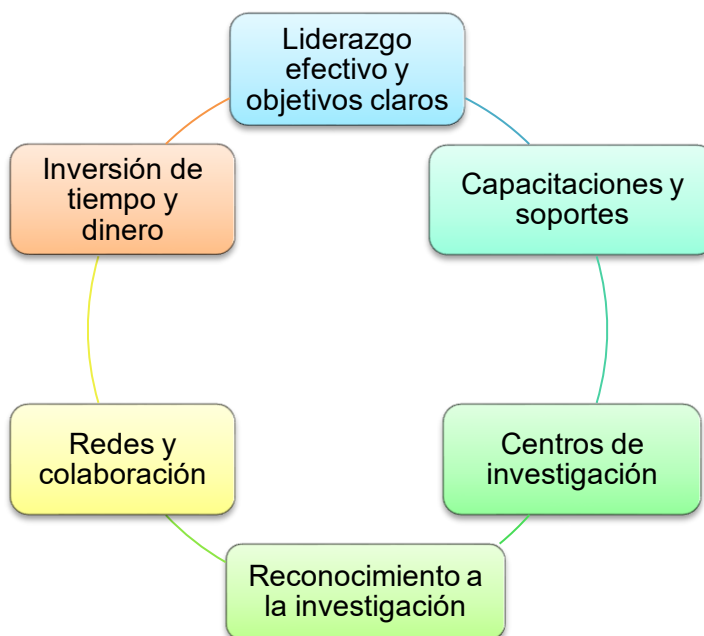 Liderazgo
efectivo y
objetivos claros
Capacitaciones y
soportes
Centros de
investigación
Reconocimiento a
la investigación
Redes y
colaboración
Inversión de
tiempo y
dinero